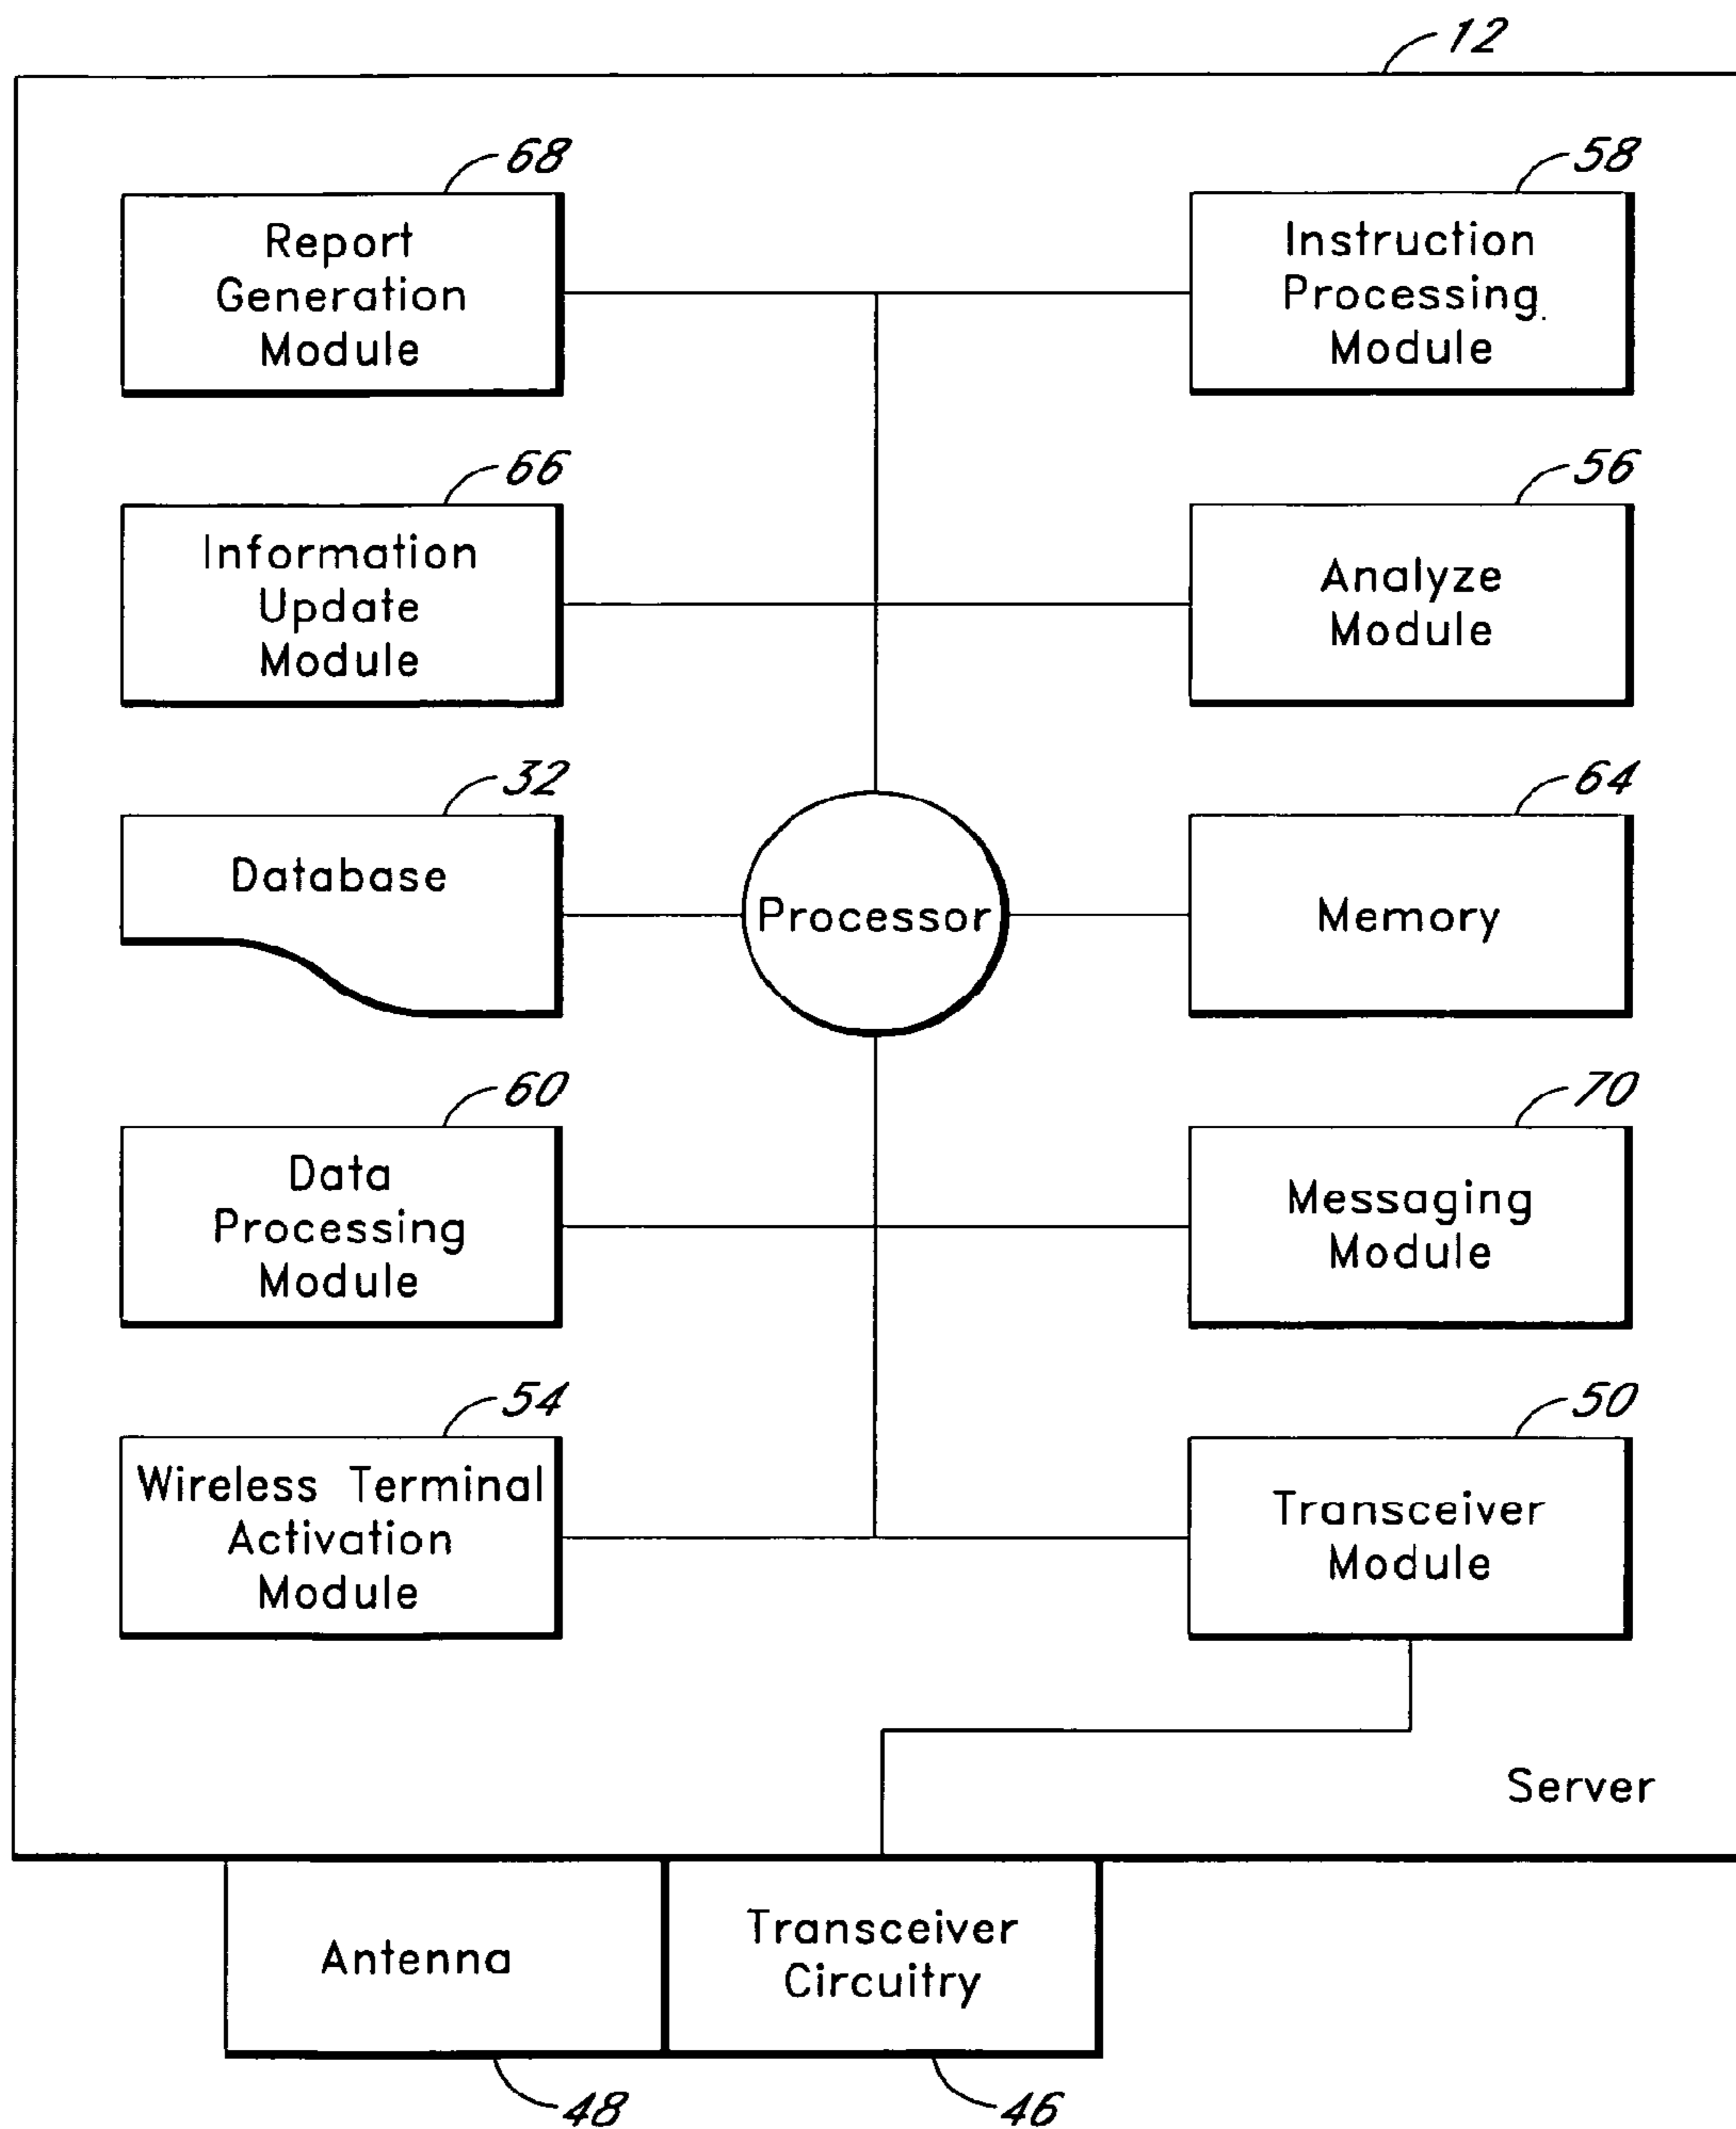 12
68
58
Report
Generation
Module
Instruction
Processing
Module
66
56
Information
Update
Module
Analyze
Module
32
64
Database
Processor
Memory
60
70
Data
Processing
Module
Messaging
Module
54
50
Wireless Terminal
Activation
Module
Transceiver
Module
Server
Antenna
Transceiver
Circuitry
48
46